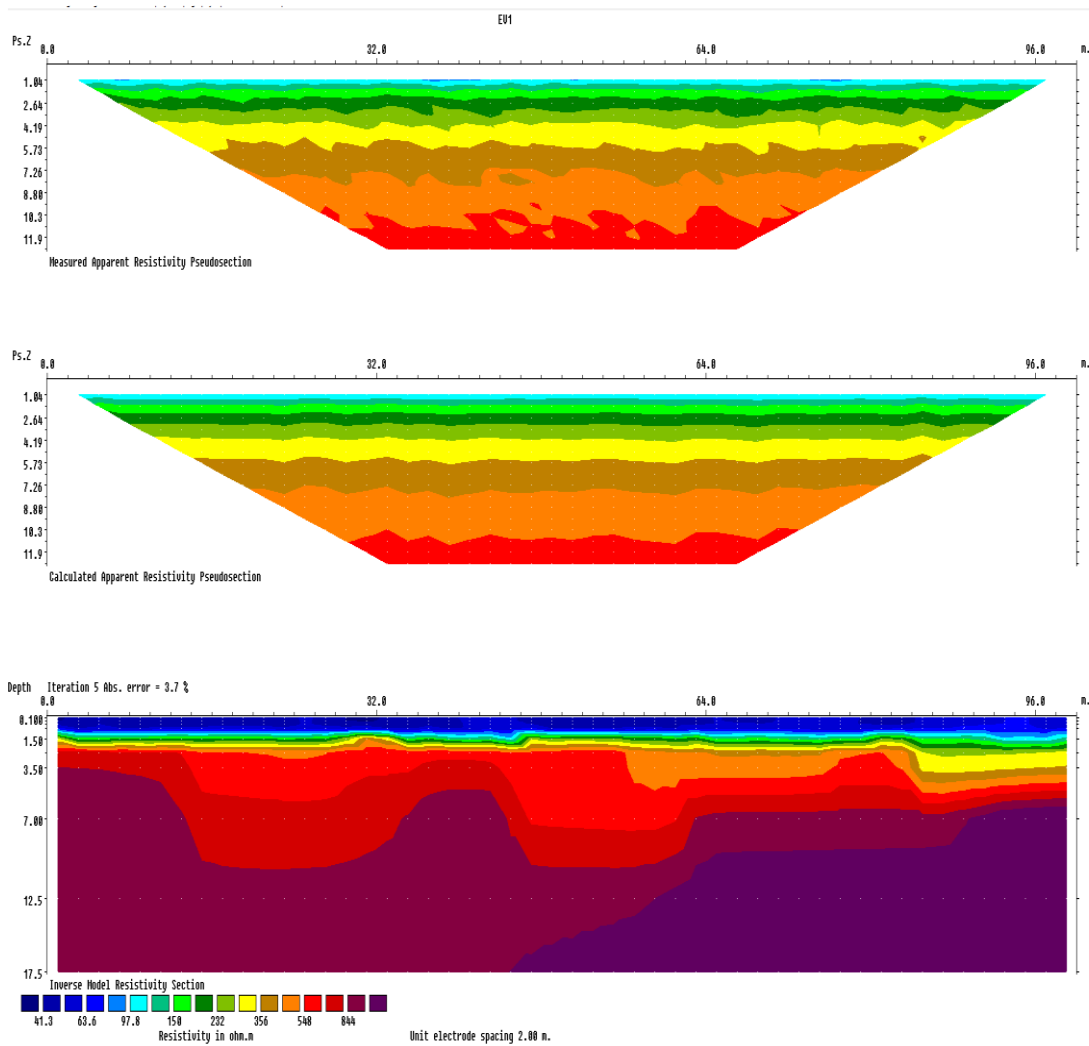 EV1
Ps.Z 0.0 32.0 64.0 96.0 m.
1.04
2.64
4.19
5.73
7.26
8.80
10.3
11.9
Measured Apparent Resistivity Pseudosection
Ps.Z 0.0 32.0 64.0 96.0 m.
1.04
2.64
4.19
5.73
7.26
8.80
10.3
11.9
Calculated Apparent Resistivity Pseudosection
Depth Iteration 5 Abs. error = 3.7 %
0.0 32.0 64.0 96.0 m.
0.100
1.50
3.50
7.00
12.5
17.5
Inverse Model Resistivity Section
41.3 63.6 97.8 150 232 356 548 844
Resistivity in ohm.m Unit electrode spacing 2.00 m.